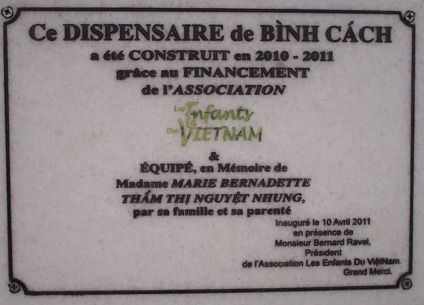 Ce DISPENSAIRE de BÌNH CÁCH
a été CONSTRUIT en 2010 - 2011
grâce au FINANCEMENT
de l'ASSOCIATION
Les Enfants
Du VIETNAM
&
ÉQUIPÉ, en Mémoire de
Madame MARIE BERNADETTE
THẨM THỊ NGUYỆT NHUNG,
par sa famille et sa parenté
Inauguré le 10 Avril 2011
en présence de
Monsieur Bernard Ravel,
Président
de l'Association Les Enfants Du ViêtNam
Grand Merci.